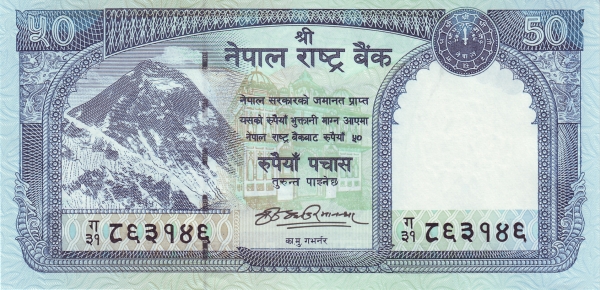 ५०
श्री
50
नेपाल राष्ट्र बैंक
नेपाल सरकारको जमानत प्राप्त
यसको रुपैयाँ भुक्तानी माग्न आएमा
नेपाल राष्ट्र बैंकबाट रुपैयाँ ५०
रुपैयाँ पचास
तुरुन्त पाइनेछ
ग ३१ ८६३१४६
का मु गभर्नर
ग ३१ ८६३१४६